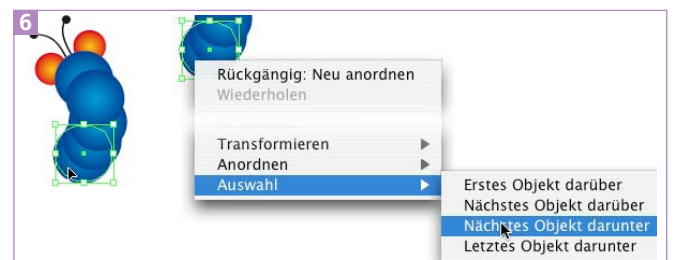 6
Rückgängig: Neu anordnen
Wiederholen
Transformieren
Anordnen
Auswahl
Erstes Objekt darüber
Nächstes Objekt darüber
Nächstes Objekt darunter
Letztes Objekt darunter